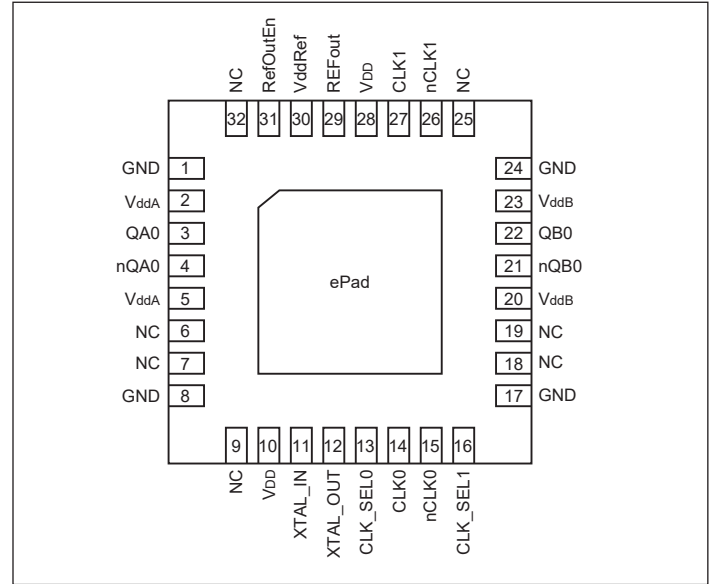 NC
RefOutEn
VddRef
REFout
VDD
CLK1
nCLK1
NC
32 31 30 29 28 27 26 25
GND 1 24 GND
VddA 2 23 VddB
QA0 3 22 QB0
nQA0 4 21 nQB0
VddA 5 20 VddB
NC 6 19 NC
NC 7 18 NC
GND 8 17 GND
ePad
9 10 11 12 13 14 15 16
NC
VDD
XTAL_IN
XTAL_OUT
CLK_SEL0
CLK0
nCLK0
CLK_SEL1